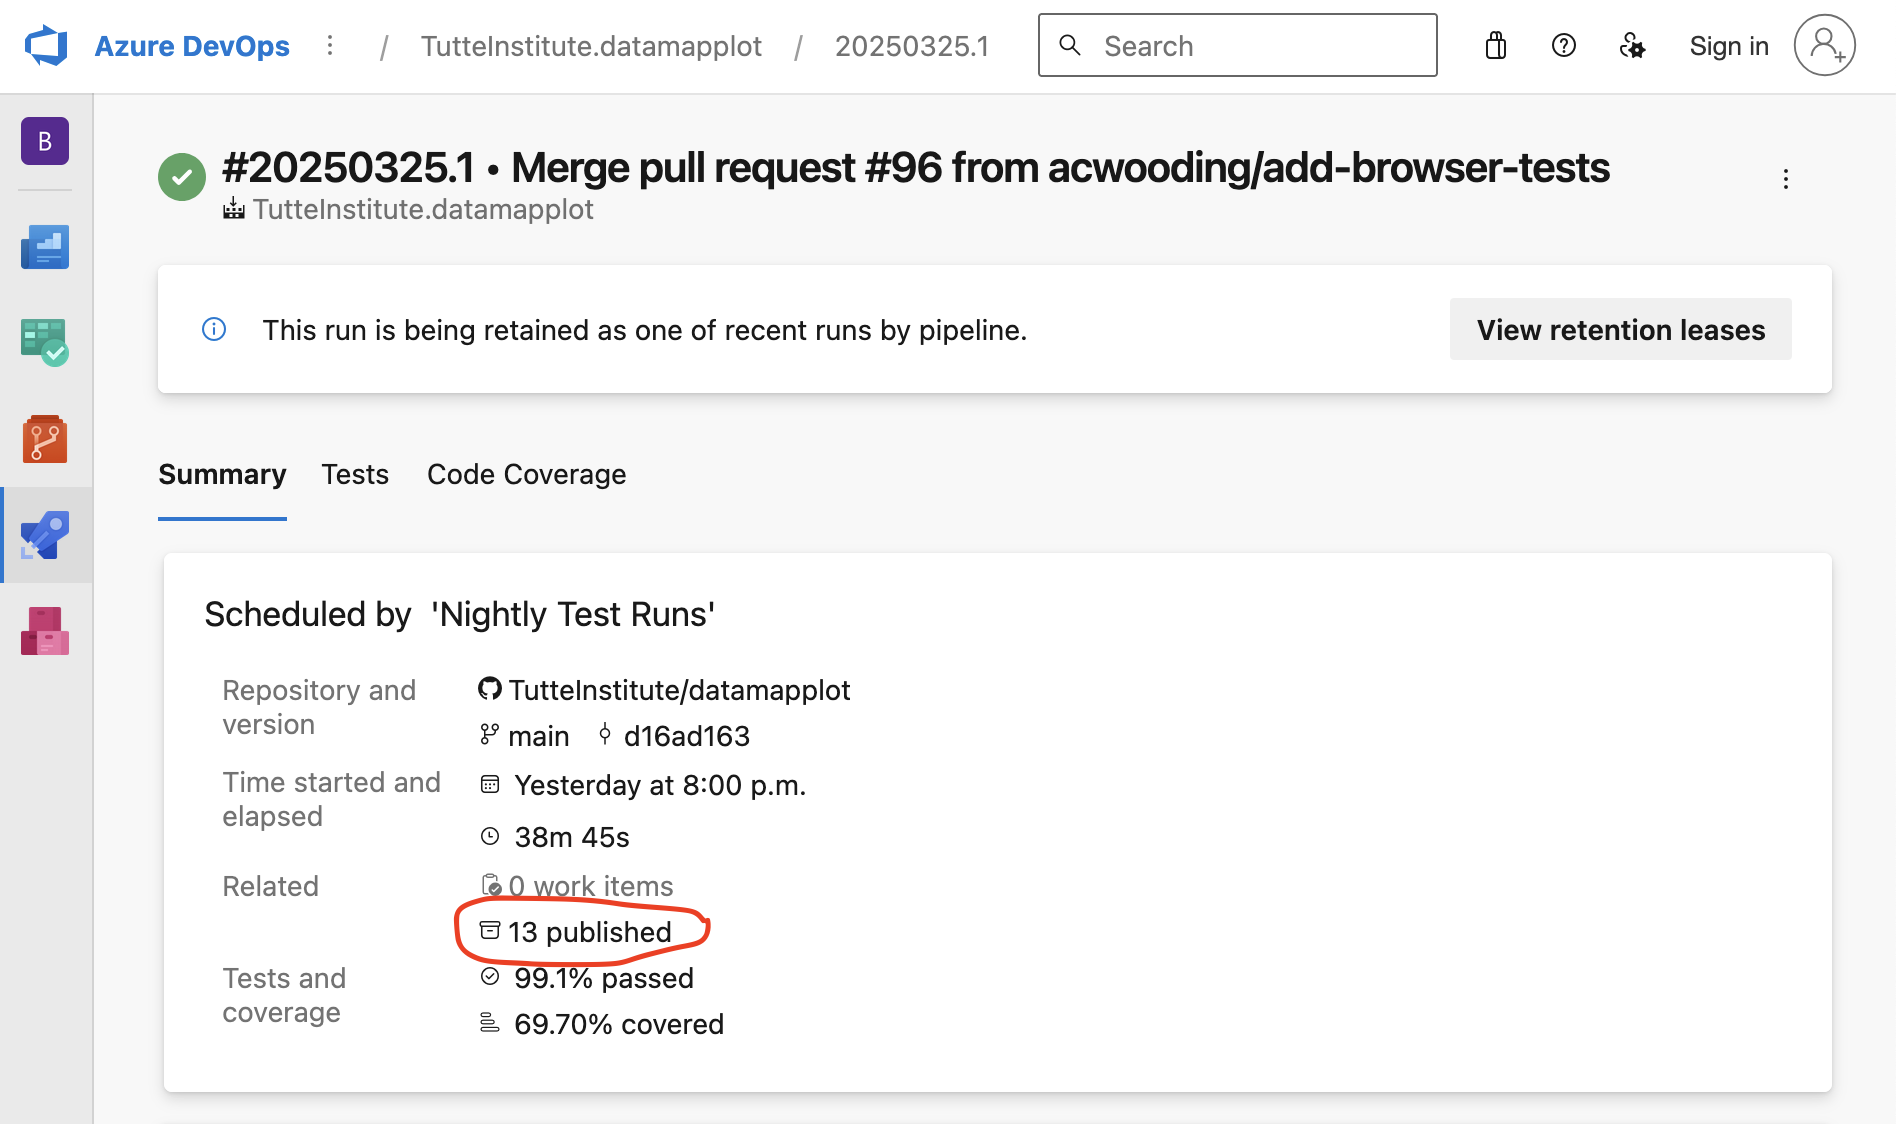 Azure DevOps / TutteInstitute.datamapplot / 20250325.1 Search Sign in
B
#20250325.1 • Merge pull request #96 from acwooding/add-browser-tests
TutteInstitute.datamapplot
This run is being retained as one of recent runs by pipeline. View retention leases
Summary Tests Code Coverage
Scheduled by 'Nightly Test Runs'
Repository and version
TutteInstitute/datamapplot
main d16ad163
Time started and elapsed
Yesterday at 8:00 p.m.
38m 45s
Related
0 work items
13 published
Tests and coverage
99.1% passed
69.70% covered